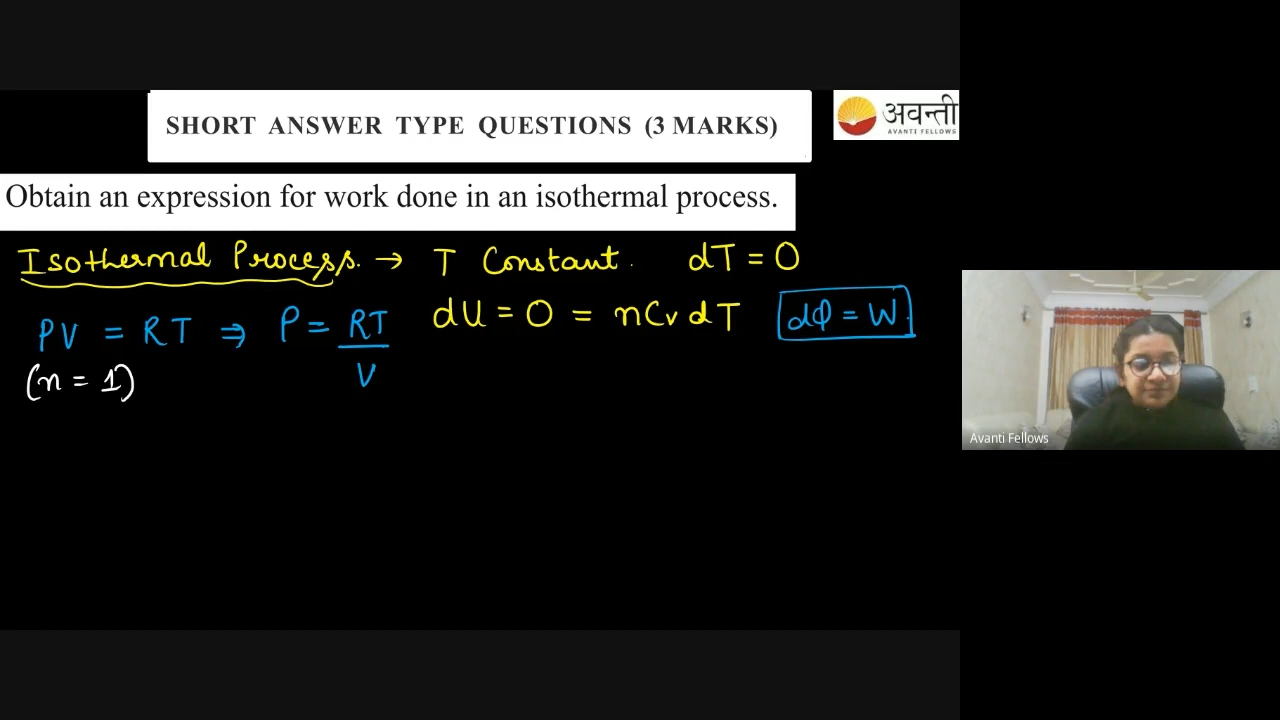 SHORT ANSWER TYPE QUESTIONS (3 MARKS)
अवन्ती
AVANTI FELLOWS
Obtain an expression for work done in an isothermal process.
Isothermal Process. → T Constant. dT = 0
dU = 0 = nCv dT
dQ = W.
PV = RT ⇒ P = RT/V
(n = 1)
Avanti Fellows